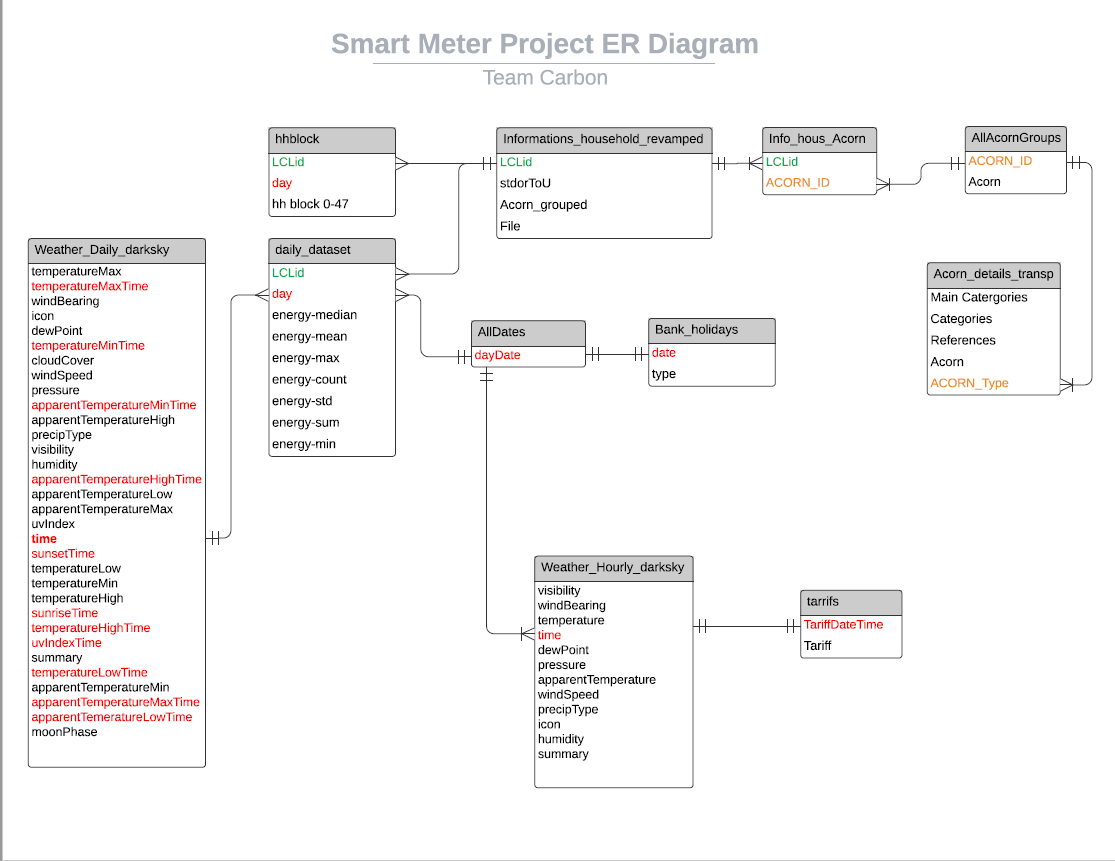 Smart Meter Project ER Diagram
Team Carbon
hhblock
LCLid
day
hh block 0-47
Informations_household_revamped
LCLid
stdorToU
Acorn_grouped
File
Info_hous_Acorn
LCLid
ACORN_ID
AllAcornGroups
ACORN_ID
Acorn
Weather_Daily_darksky
temperatureMax
temperatureMaxTime
windBearing
icon
dewPoint
temperatureMinTime
cloudCover
windSpeed
pressure
apparentTemperatureMinTime
apparentTemperatureHigh
precipType
visibility
humidity
apparentTemperatureHighTime
apparentTemperatureLow
apparentTemperatureMax
uvIndex
time
sunsetTime
temperatureLow
temperatureMin
temperatureHigh
sunriseTime
temperatureHighTime
uvIndexTime
summary
temperatureLowTime
apparentTemperatureMin
apparentTemperatureMaxTime
apparentTemeratureLowTime
moonPhase
daily_dataset
LCLid
day
energy-median
energy-mean
energy-max
energy-count
energy-std
energy-sum
energy-min
AllDates
dayDate
Bank_holidays
date
type
Acorn_details_transp
Main Catergories
Categories
References
Acorn
ACORN_Type
Weather_Hourly_darksky
visibility
windBearing
temperature
time
dewPoint
pressure
apparentTemperature
windSpeed
precipType
icon
humidity
summary
tarrifs
TariffDateTime
Tariff